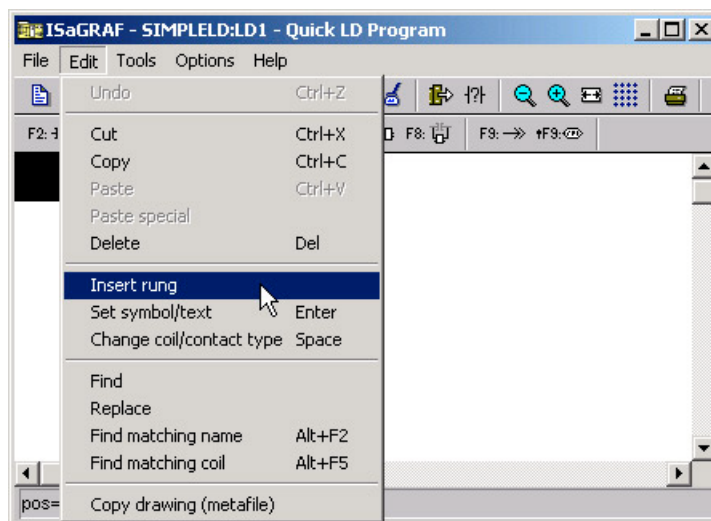 ISaGRAF - SIMPLELD:LD1 - Quick LD Program
File Edit Tools Options Help
Undo Ctrl+Z
F2: F8: F9: F9:
Cut Ctrl+X
Copy Ctrl+C
Paste Ctrl+V
Paste special
Delete Del
Insert rung
Set symbol/text Enter
Change coil/contact type Space
Find
Replace
Find matching name Alt+F2
Find matching coil Alt+F5
pos=
Copy drawing (metafile)